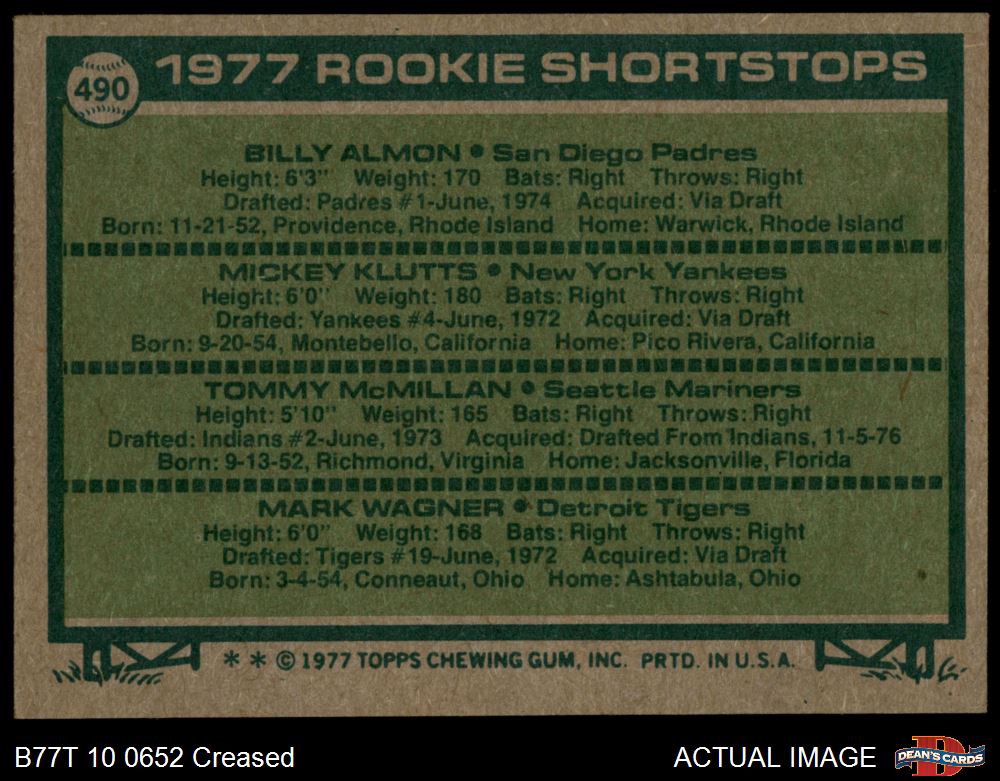 490 1977 ROOKIE SHORTSTOPS
BILLY ALMON • San Diego Padres
Height: 6'3" Weight: 170 Bats: Right Throws: Right
Drafted: Padres #1-June, 1974 Acquired: Via Draft
Born: 11-21-52, Providence, Rhode Island Home: Warwick, Rhode Island
MICKEY KLUTTS • New York Yankees
Height: 6'0" Weight: 180 Bats: Right Throws: Right
Drafted: Yankees #4-June, 1972 Acquired: Via Draft
Born: 9-20-54, Montebello, California Home: Pico Rivera, California
TOMMY McMILLAN • Seattle Mariners
Height: 5'10" Weight: 165 Bats: Right Throws: Right
Drafted: Indians #2-June, 1973 Acquired: Drafted From Indians, 11-5-76
Born: 9-13-52, Richmond, Virginia Home: Jacksonville, Florida
MARK WAGNER • Detroit Tigers
Height: 6'0" Weight: 168 Bats: Right Throws: Right
Drafted: Tigers #19-June, 1972 Acquired: Via Draft
Born: 3-4-54, Conneaut, Ohio Home: Ashtabula, Ohio
* * © 1977 TOPPS CHEWING GUM, INC. PRTD. IN U.S.A.
B77T 10 0652 Creased ACTUAL IMAGE D DEAN'S CARDS